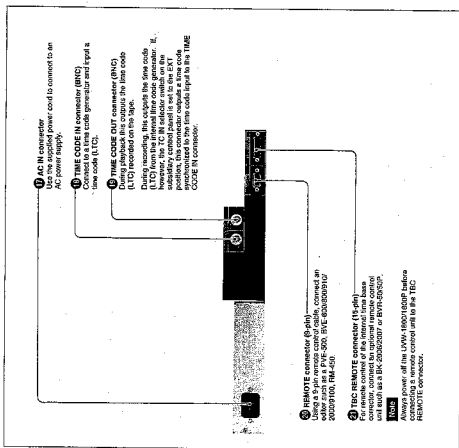 ⑰ AC IN connector
Use the supplied power cord to connect to an
AC power supply.
⑱ TIME CODE IN connector (BNC)
Connect to a time code generator and input a
time code (LTC).
⑲ TIME CODE OUT connector (BNC)
During playback this outputs the time code
(LTC) recorded on the tape.
During recording, this outputs the time code
(LTC) from the internal time code generator. If,
however, the TC IN selector switch on the
subsidiary control panel is set to the EXT
position, this connector outputs a time code
synchronized to the time code input to the TIME
CODE IN connector.
⑳ REMOTE connector (9-pin)
Using a 9-pin remote control cable, connect an
editor such as a PVE-500, BVE-600/800/910/
2000/9100, RM-450.
㉑ TBC REMOTE connector (15-pin)
For remote control of the internal time base
corrector, connect an optional remote control
unit such as a BK-2006/2007 or BVR-50/50P.
Note
Always power off the UVW-1800/1800P before
connecting a remote control unit to the TBC
REMOTE connector.